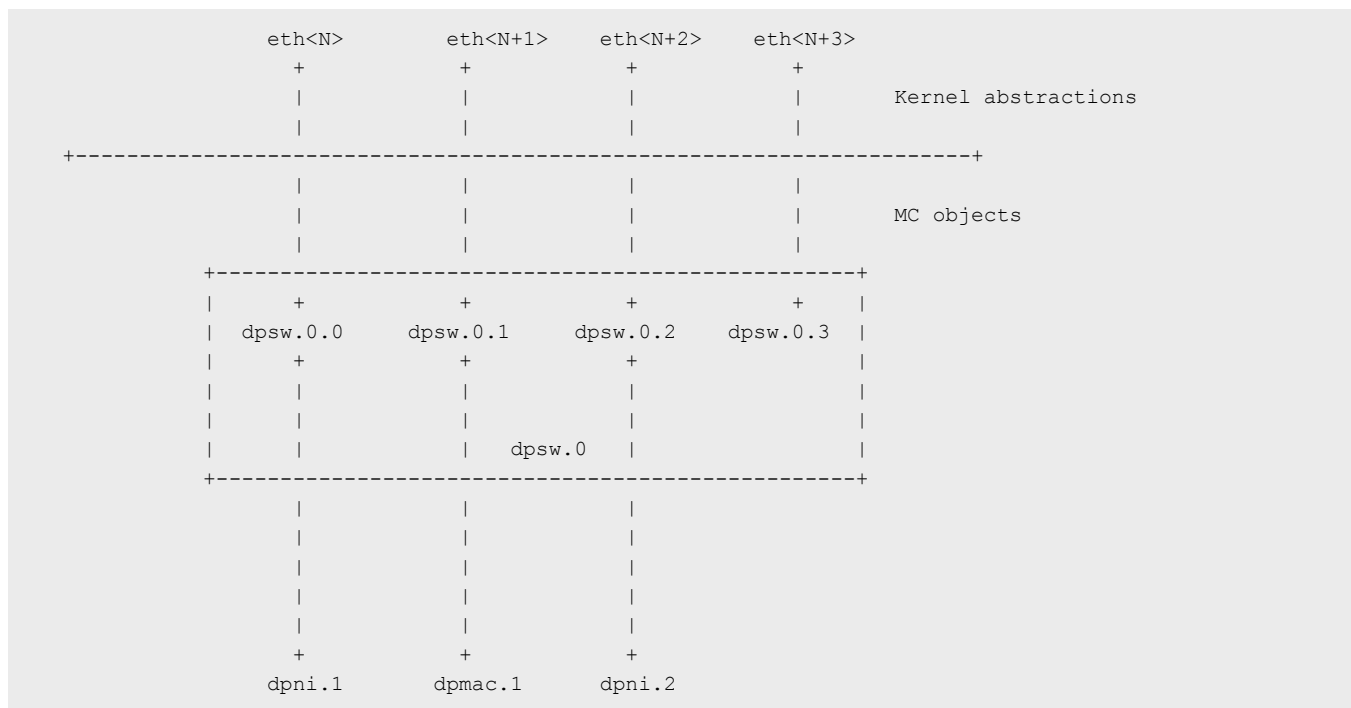 eth<N> eth<N+1> eth<N+2> eth<N+3>
Kernel abstractions
MC objects
dpsw.0.0 dpsw.0.1 dpsw.0.2 dpsw.0.3
dpsw.0
dpni.1 dpmac.1 dpni.2